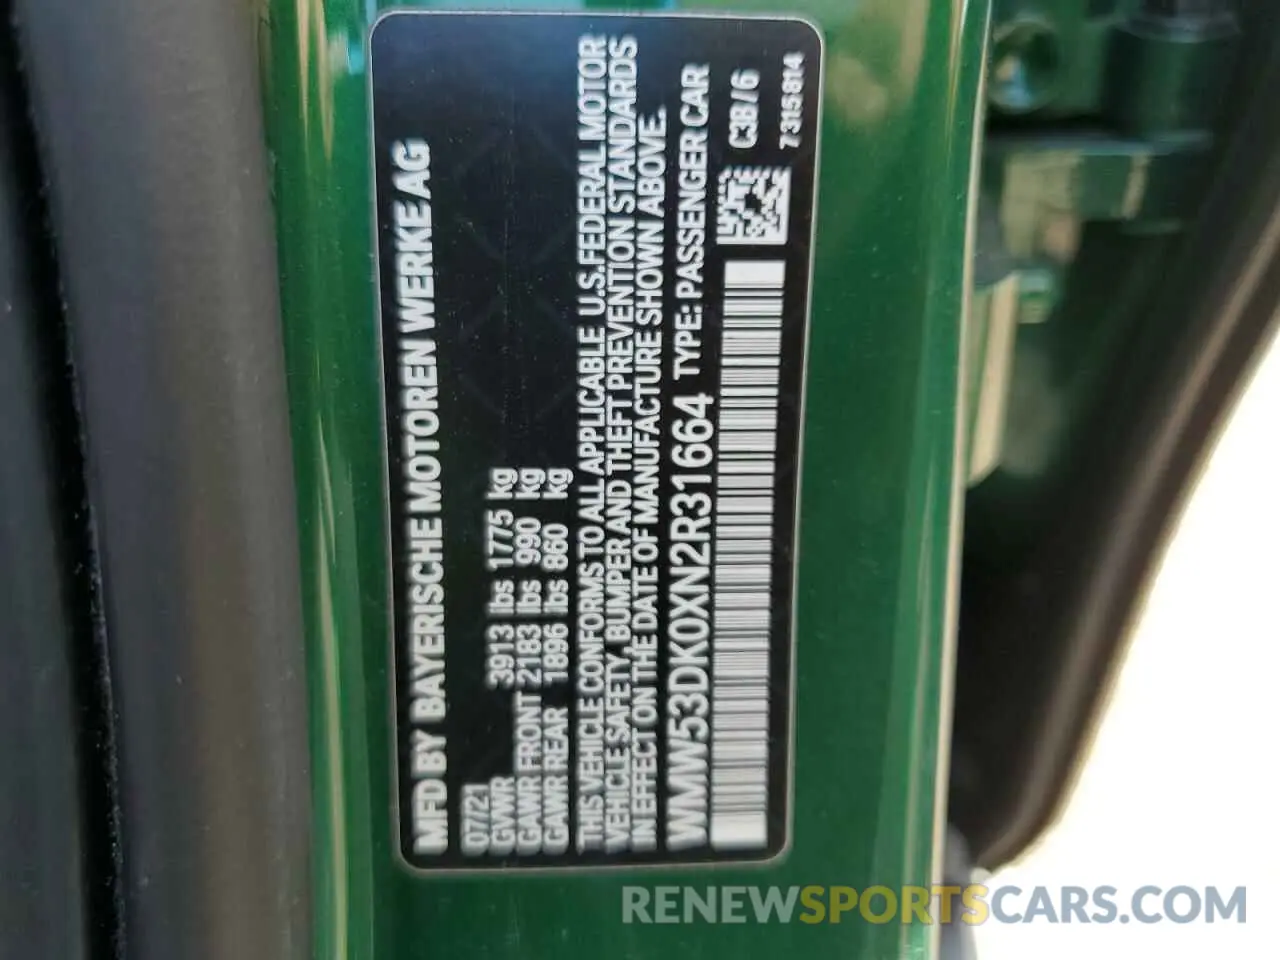 MFD BY BAYERISCHE MOTOREN WERKE AG
07/21
GVWR 3913 lbs 1775 kg
GAWR FRONT 2183 lbs 990 kg
GAWR REAR 1896 lbs 860 kg
THIS VEHICLE CONFORMS TO ALL APPLICABLE U.S. FEDERAL MOTOR
VEHICLE SAFETY, BUMPER AND THEFT PREVENTION STANDARDS
IN EFFECT ON THE DATE OF MANUFACTURE SHOWN ABOVE.
WMW53DK0XN2R31664 TYPE: PASSENGER CAR
C3B/6
7315814
RENEWSPORTSCARS.COM